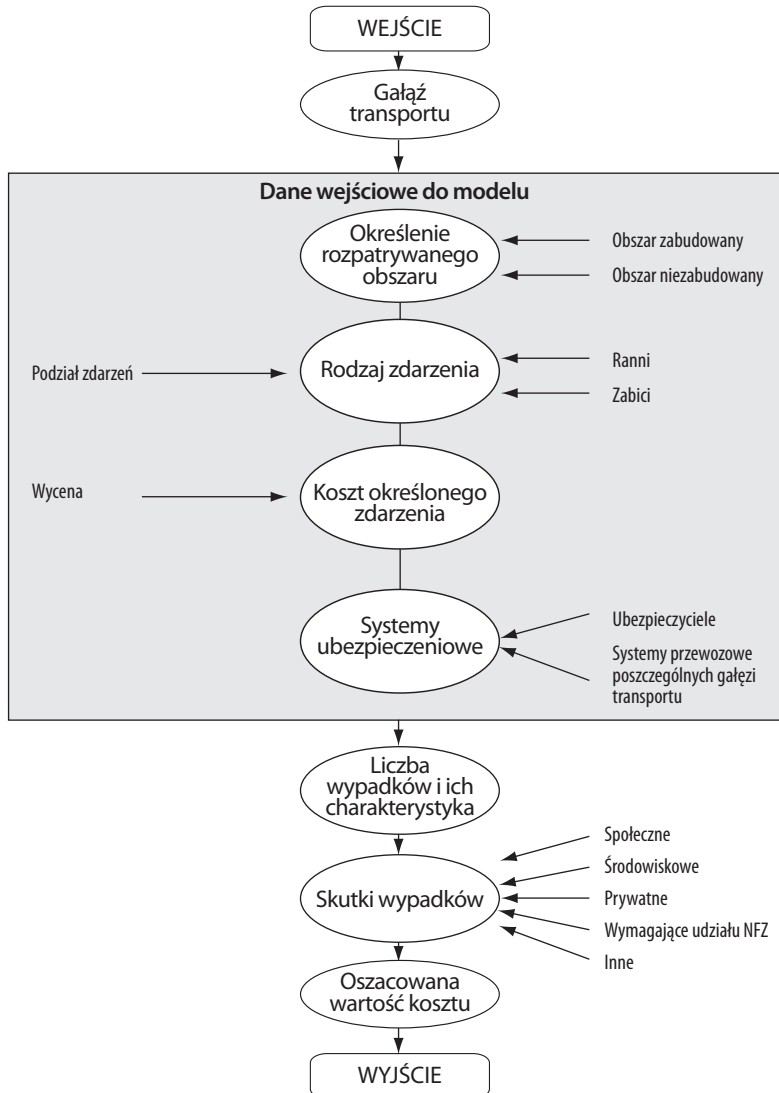 WEJŚCIE
Gałąź
transportu
Dane wejściowe do modelu
Określenie
rozpatrywanego
obszaru
Obszar zabudowany
Obszar niezabudowany
Podział zdarzeń
Rodzaj zdarzenia
Ranni
Zabici
Wycena
Koszt określonego
zdarzenia
Systemy
ubezpieczeniowe
Ubezpieczyciele
Systemy przewozowe
poszczególnych gałęzi
transportu
Liczba
wypadków i ich
charakterystyka
Skutki wypadków
Społeczne
Środowiskowe
Prywatne
Wymagające udziału NFZ
Inne
Oszacowana
wartość kosztu
WYJŚCIE